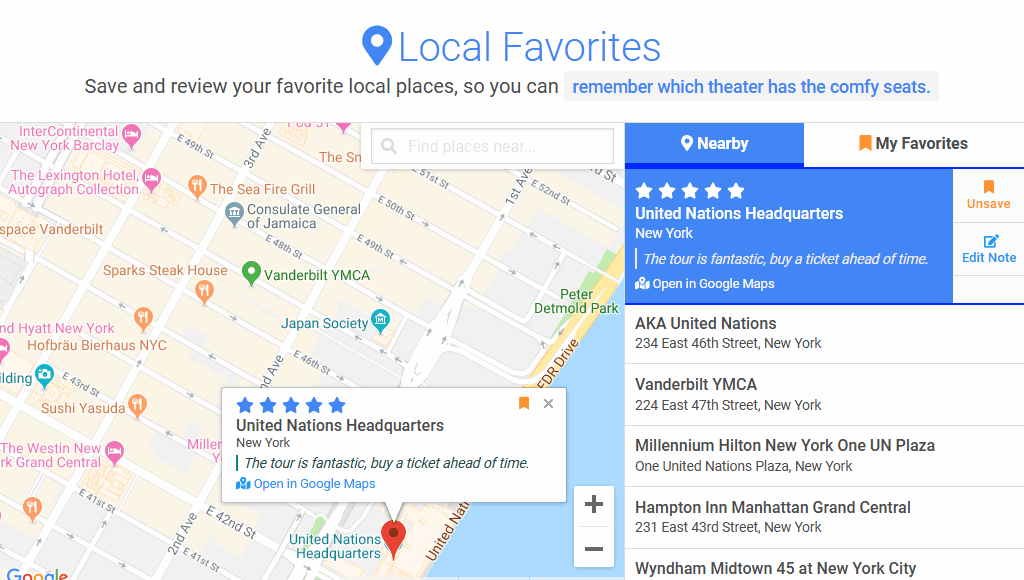 Local Favorites
Save and review your favorite local places, so you can remember which theater has the comfy seats.
InterContinental
New York Barclay
E 49th St
3rd Ave
The Lexington Hotel,
Autograph Collection
The Sea Fire Grill
Consulate General
of Jamaica
space Vanderbilt
E 48th St
Sparks Steak House
Vanderbilt YMCA
Japan Society
nd Hyatt New York
Hofbräu Bierhaus NYC
ilding
E 43rd St
Sushi Yasuda
The Westin New
rk Grand Central
E 41st St
E 42nd St
2nd Ave
E 41st St
Google
The Sn
E 51st St
E 50th St
E 49th St
1st Ave
E 52nd St
Peter
Detmold Park
FDR Drive
nd Ave
Miller
United Nations
Headquarters
United Nati
Find places near...
United Nations Headquarters
New York
The tour is fantastic, buy a ticket ahead of time.
Open in Google Maps
Nearby
My Favorites
United Nations Headquarters
New York
The tour is fantastic, buy a ticket ahead of time.
Open in Google Maps
Unsave
Edit Note
AKA United Nations
234 East 46th Street, New York
Vanderbilt YMCA
224 East 47th Street, New York
Millennium Hilton New York One UN Plaza
One United Nations Plaza, New York
Hampton Inn Manhattan Grand Central
231 East 43rd Street, New York
Wyndham Midtown 45 at New York City